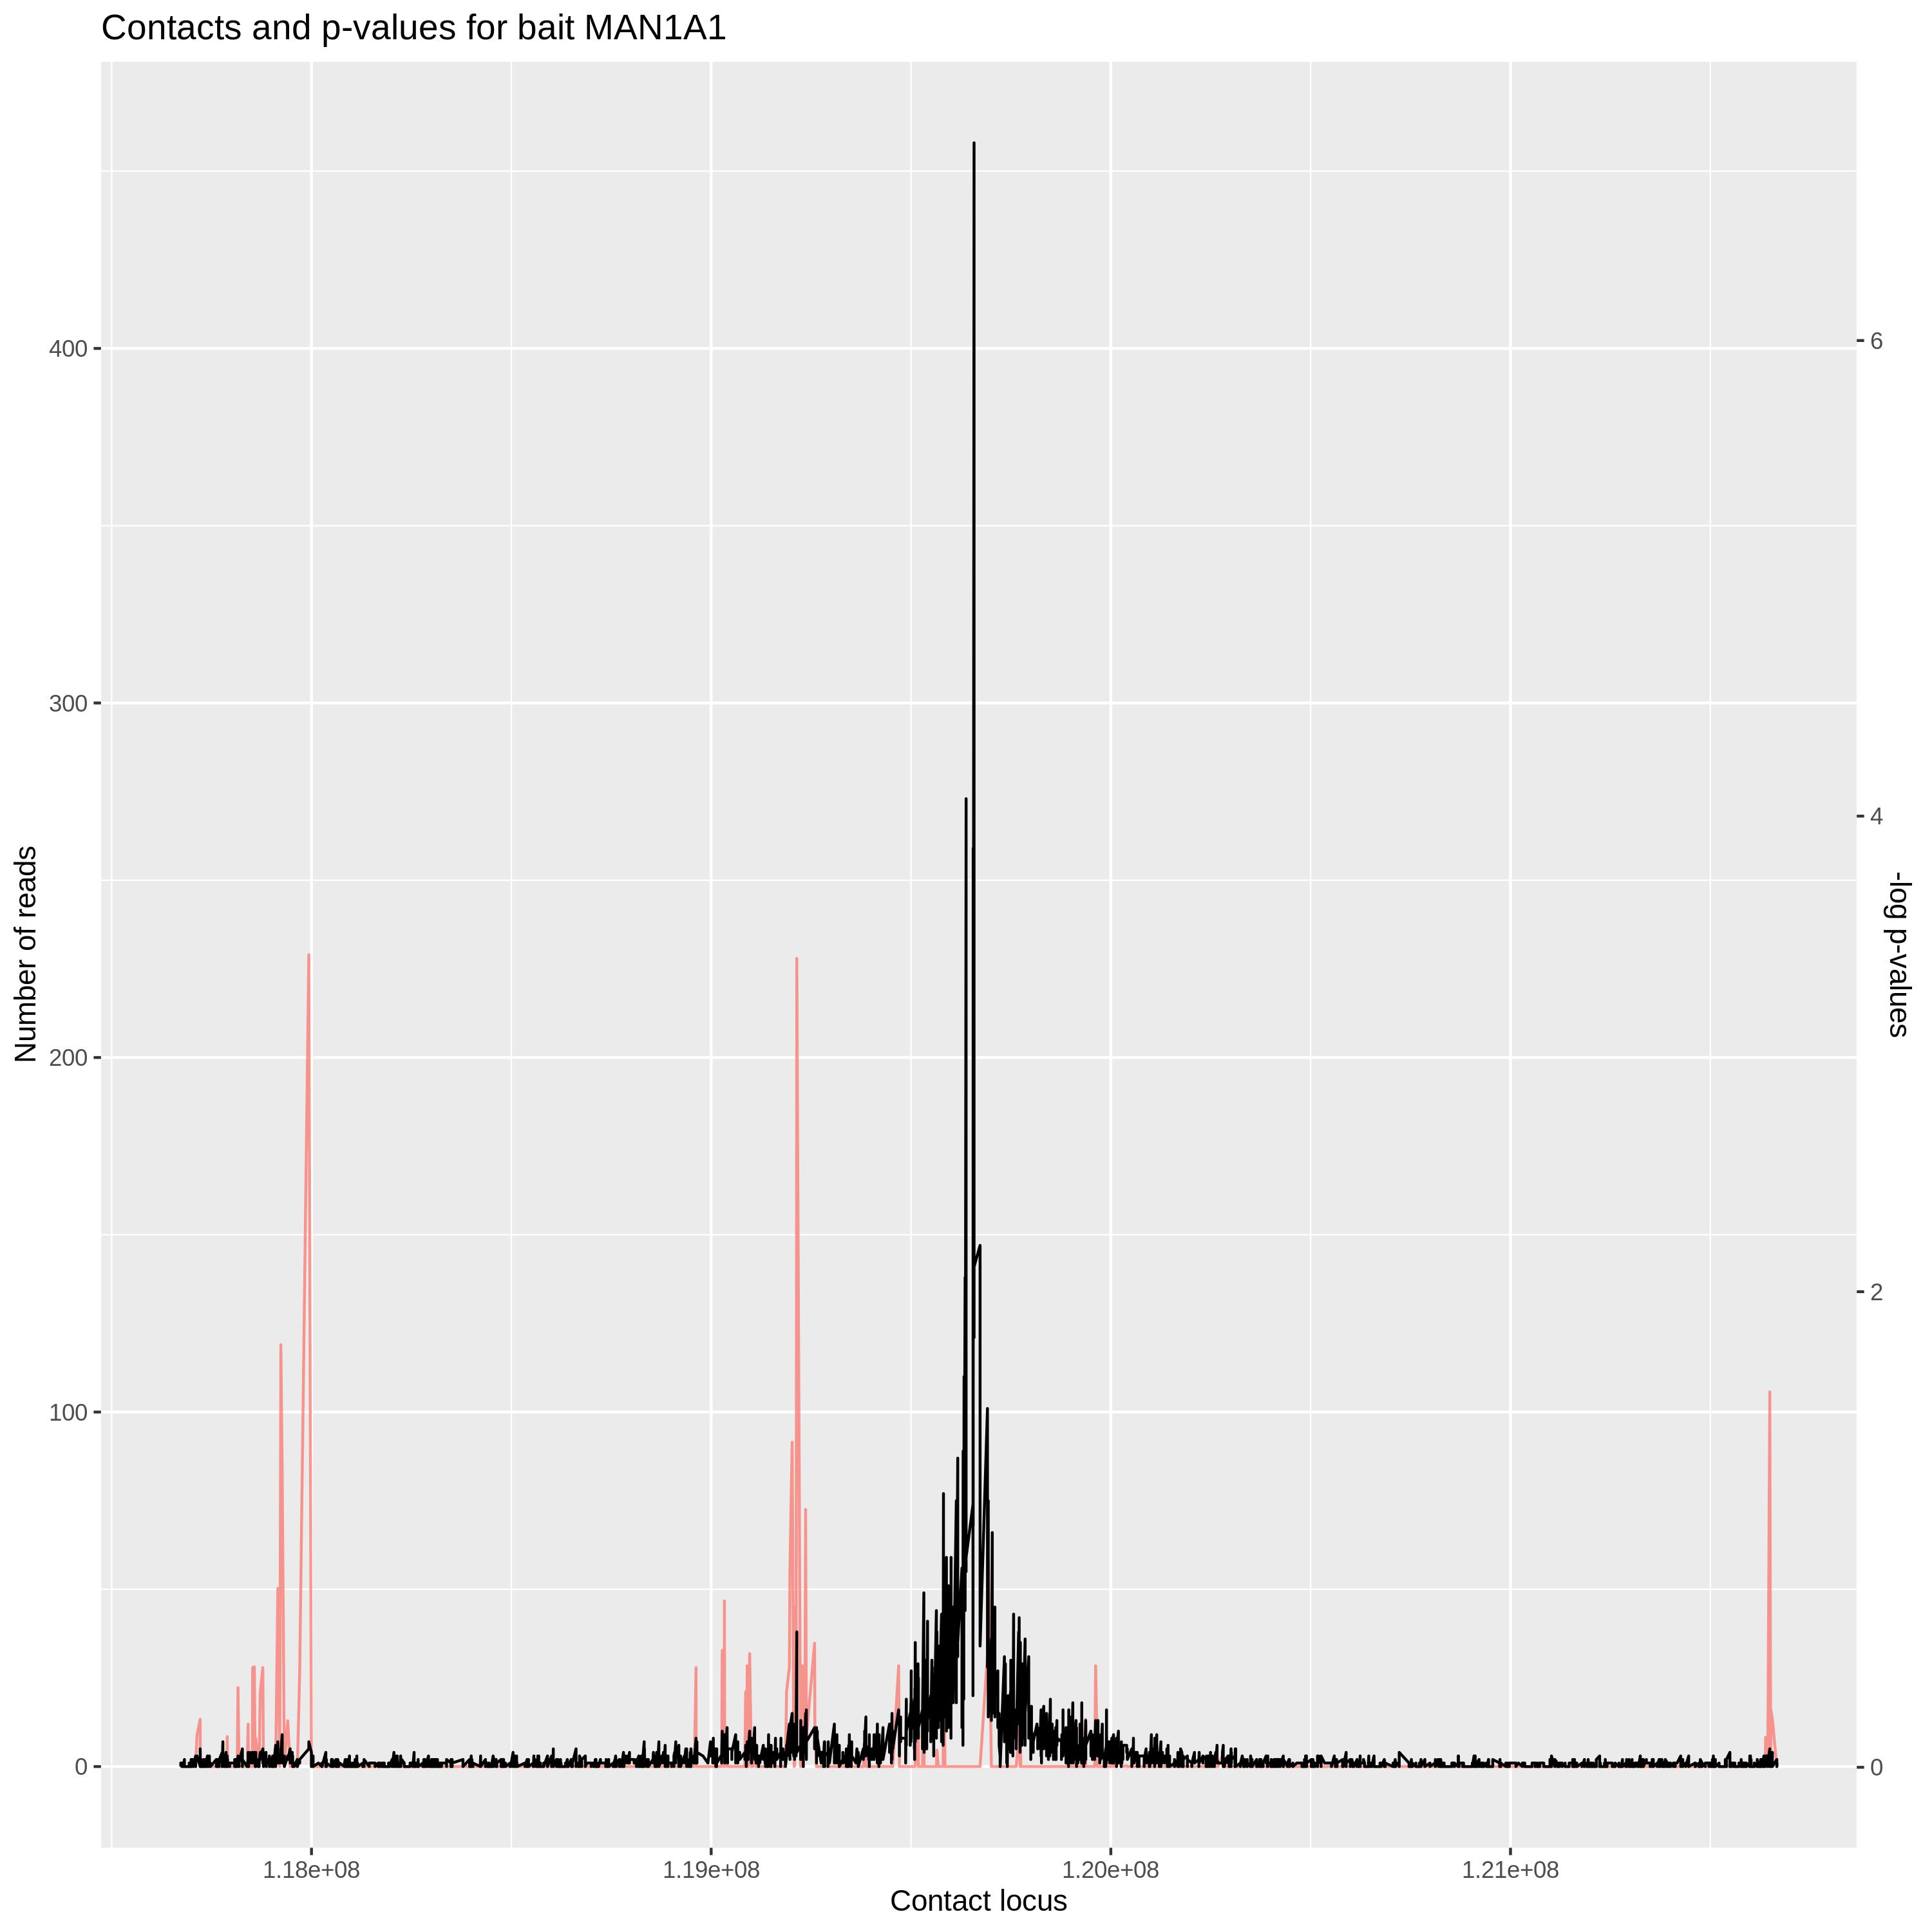 Contacts and p-values for bait MAN1A1
Number of reads
400
300
200
100
0
6
4
2
0
-log p-values
1.18e+08 1.19e+08 1.20e+08 1.21e+08
Contact locus